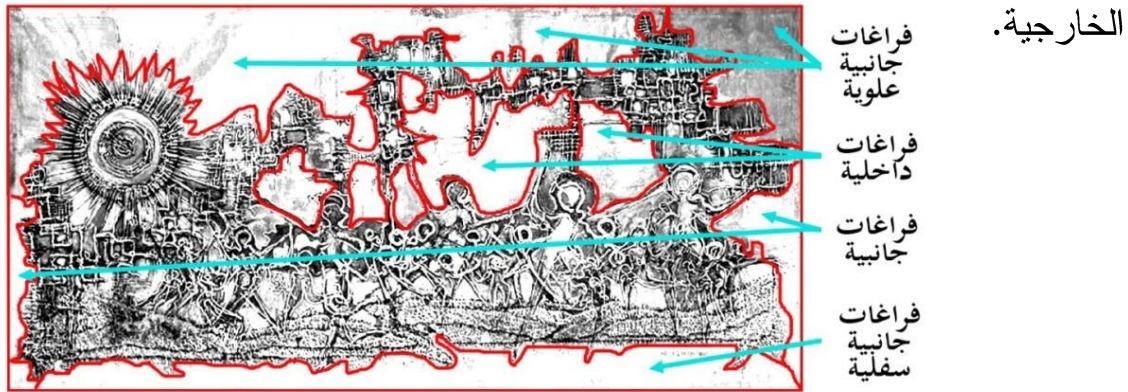 الخارجية.
فراغات
جانبية
علوية
فراغات
داخلية
فراغات
جانبية
فراغات
جانبية
سفلية